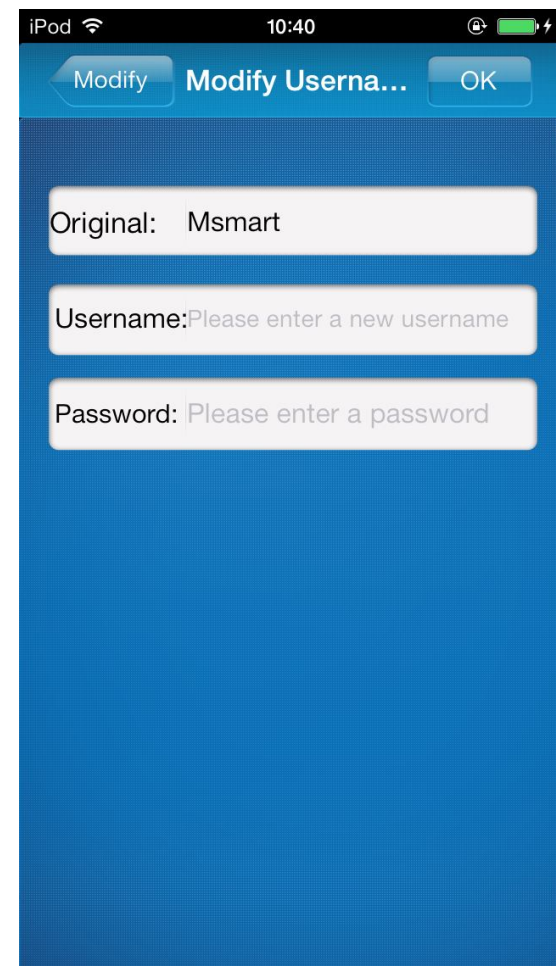 iPod 10:40
Modify Modify Userna... OK
Original: Msmart
Username: Please enter a new username
Password: Please enter a password